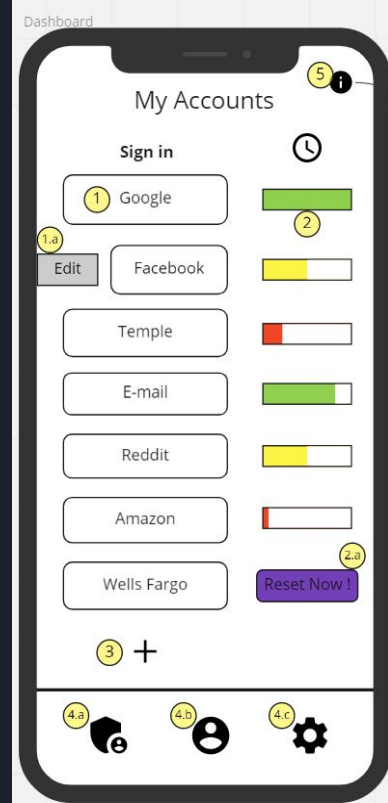 Dashboard
5
My Accounts
Sign in
1 Google
2
1.a
Edit Facebook
Temple
E-mail
Reddit
Amazon
2.a
Wells Fargo Reset Now !
3 +
4.a 4.b 4.c